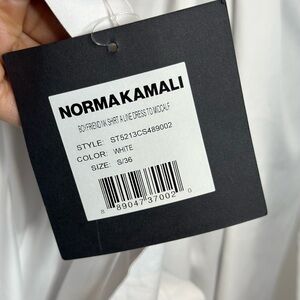 NORMA KAMALI
BOYFRIEND NK SHIRT A LINE DRESS TO MIDCALF
STYLE: ST5213CS489002
COLOR: WHITE
SIZE: S/36
8 89047 37002 0